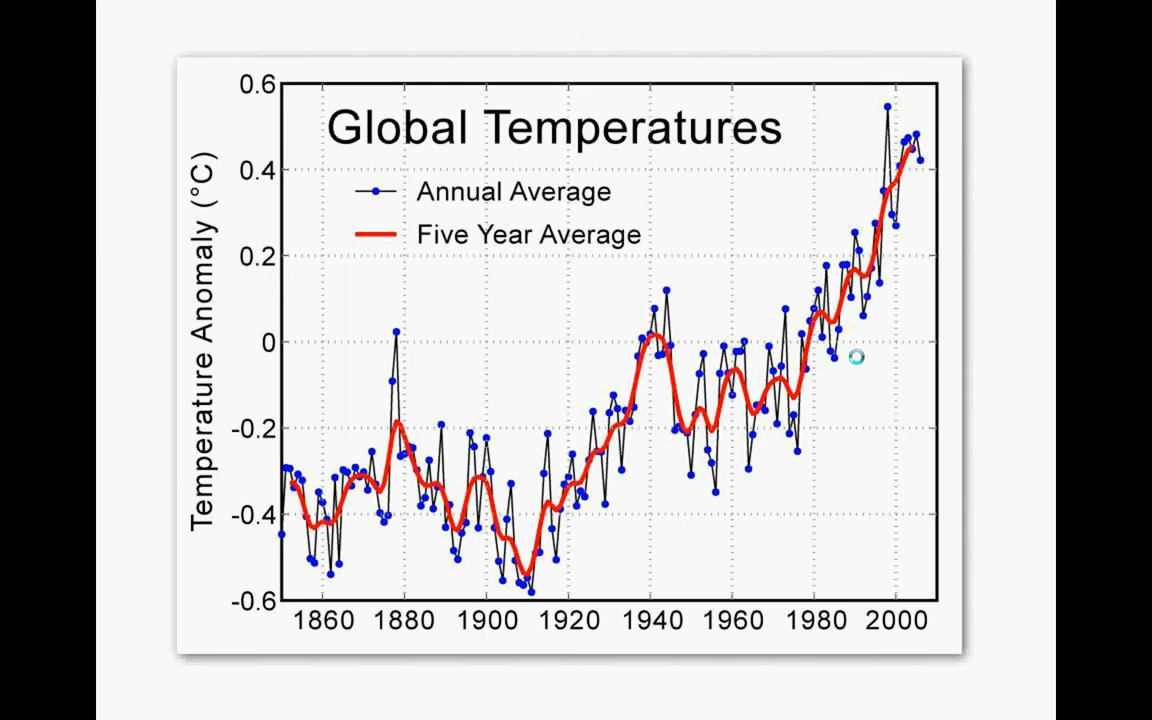 Global Temperatures
Annual Average
Five Year Average
Temperature Anomaly (°C)
0.6
0.4
0.2
0
-0.2
-0.4
-0.6
1860 1880 1900 1920 1940 1960 1980 2000